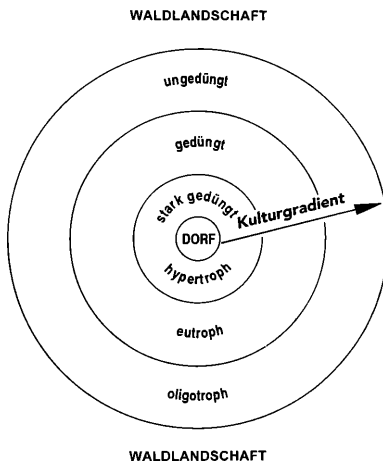 WALDLANDSCHAFT
ungedüngt
gedüngt
stark gedüngt
Kulturgradient
DORF
hypertroph
eutroph
oligotroph
WALDLANDSCHAFT